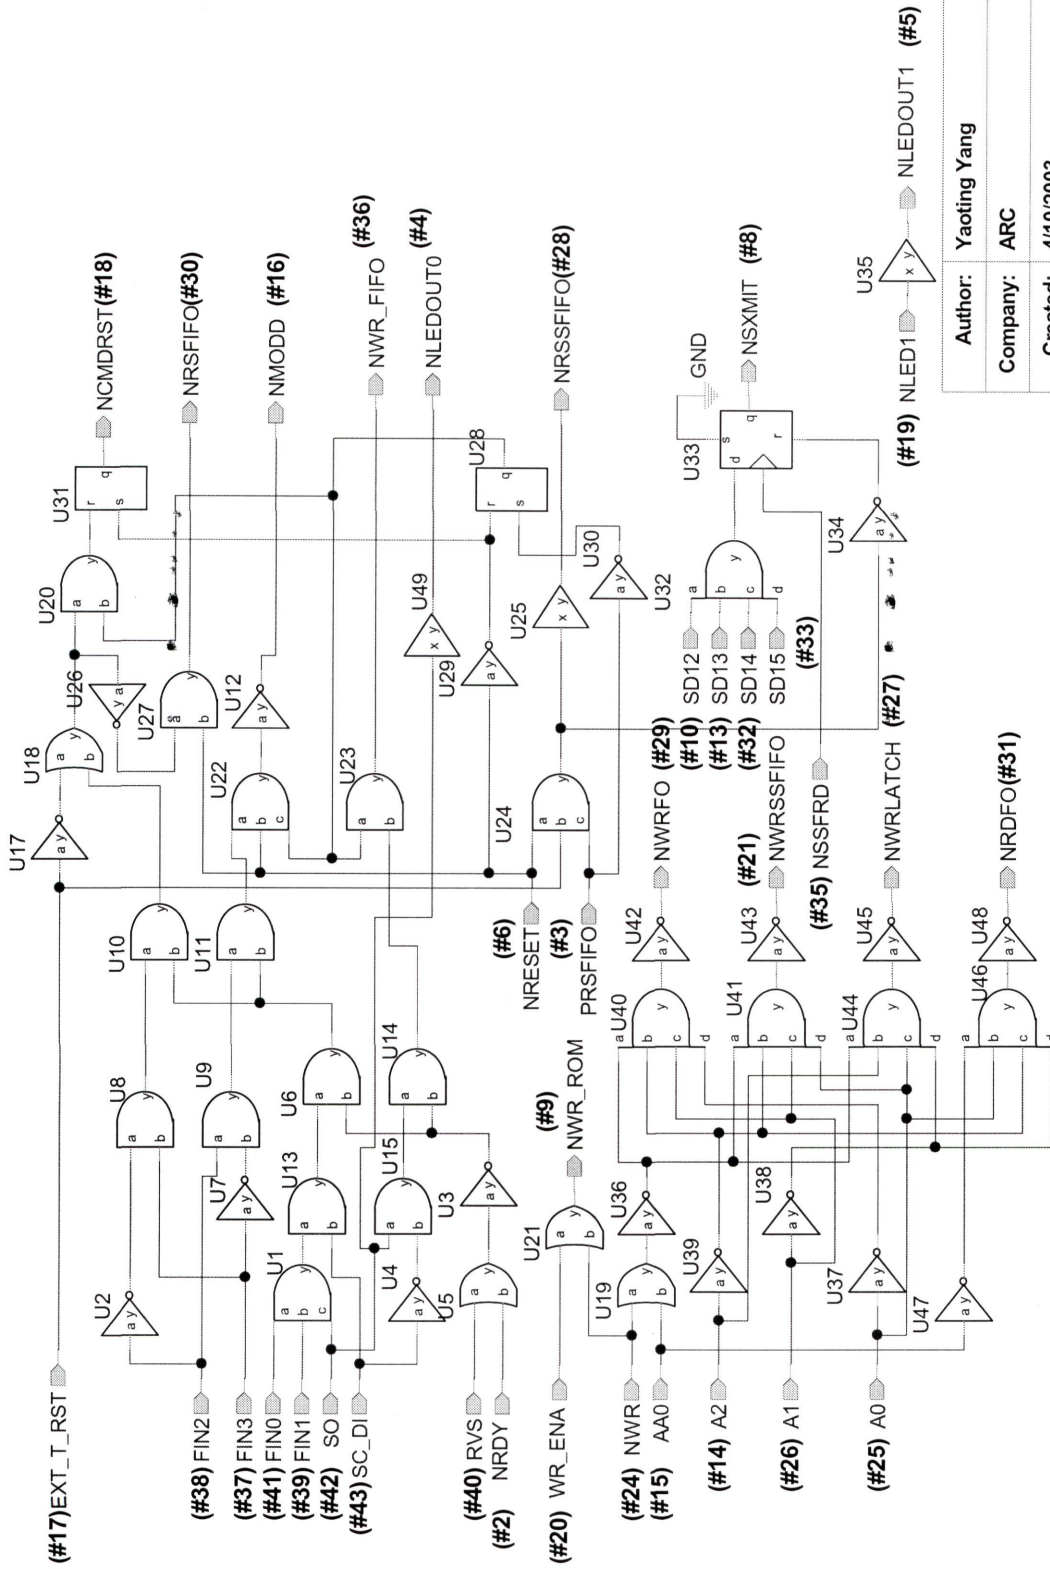 (#17)EXT_T_RST
(#38) FIN2
(#37) FIN3
(#41) FIN0
(#39) FIN1
(#42) SO
(#43) SC_DI
(#40) RVS
(#2) NRDY
(#20) WR_ENA
(#24) NWR
(#15) AA0
(#14) A2
(#26) A1
(#25) A0
U2
a y
U8
a b y
U7
a y
U9
a b y
U1
a b c y
U13
a b y
U6
a b y
U4
a y
U15
a b y
U14
a b y
U5
a b y
U3
a y
U10
a b y
U11
a b y
U17
a y
U18
a b y
U26
y a
U20
a b y
U27
a b y
U31
r s q
NCMDRST(#18)
NRSFIFO(#30)
U22
a b c y
U12
a y
NMODD (#16)
U23
a b y
NWR_FIFO (#36)
U49
x y
NLEDOUT0 (#4)
U29
a y
U28
r s q
(#6)
NRESET
(#3)
PRSFIFO
U24
a b c y
U25
x y
U30
a y
NRSSFIFO(#28)
U21
a b y
(#9)
NWR_ROM
U19
a b y
U36
a y
U39
a y
U38
a y
U37
a y
U47
a y
U40
a b c d y
U42
a y
NWRFO (#29)
U41
a b c d y
U43
a y
(#21) NWRSSFIFO
U44
a b c d y
U45
a y
NWRLATCH (#27)
U46
a b c d y
U48
a y
NRDFO(#31)
(#10) SD12
(#13) SD13
(#32) SD14
SD15
(#33)
U32
a b c d y
(#35) NSSFRD
U33
d s q r
GND
NSXMIT (#8)
U34
a y
(#19) NLED1
U35
x y
NLEDOUT1 (#5)
Author: Yaoting Yang
Company: ARC